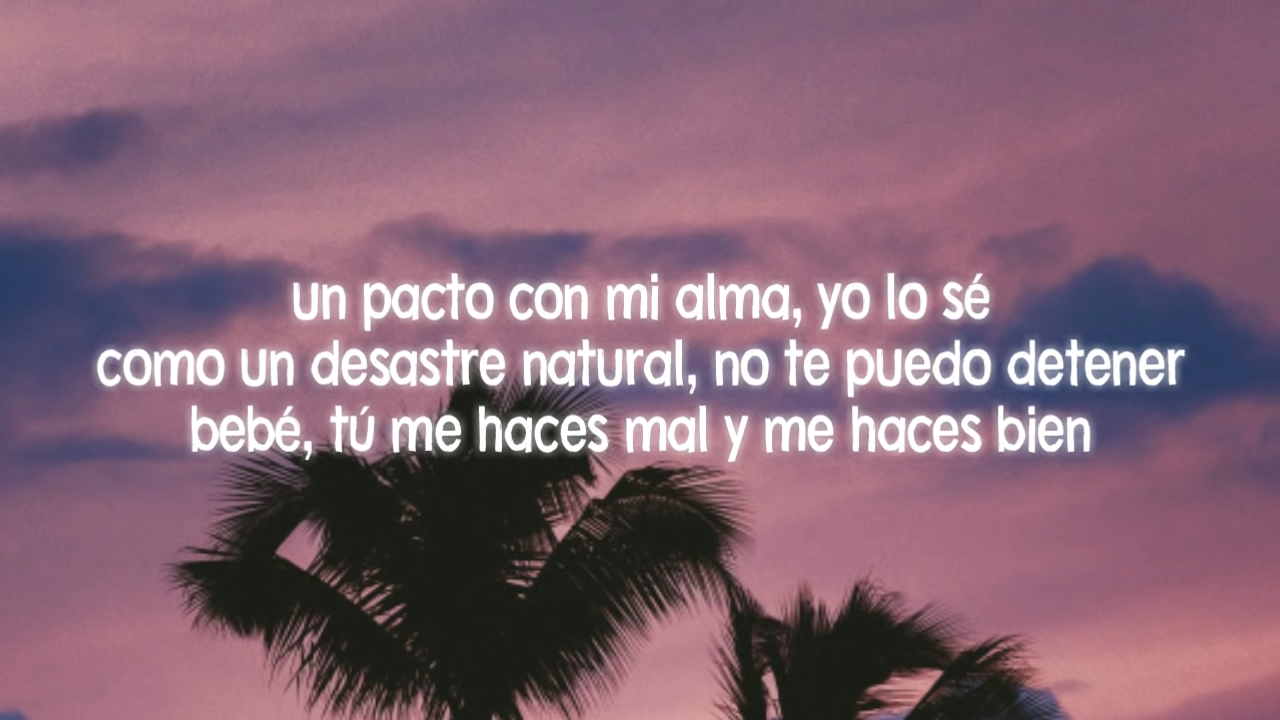 un pacto con mi alma, yo lo sé
como un desastre natural, no te puedo detener
bebé, tú me haces mal y me haces bien